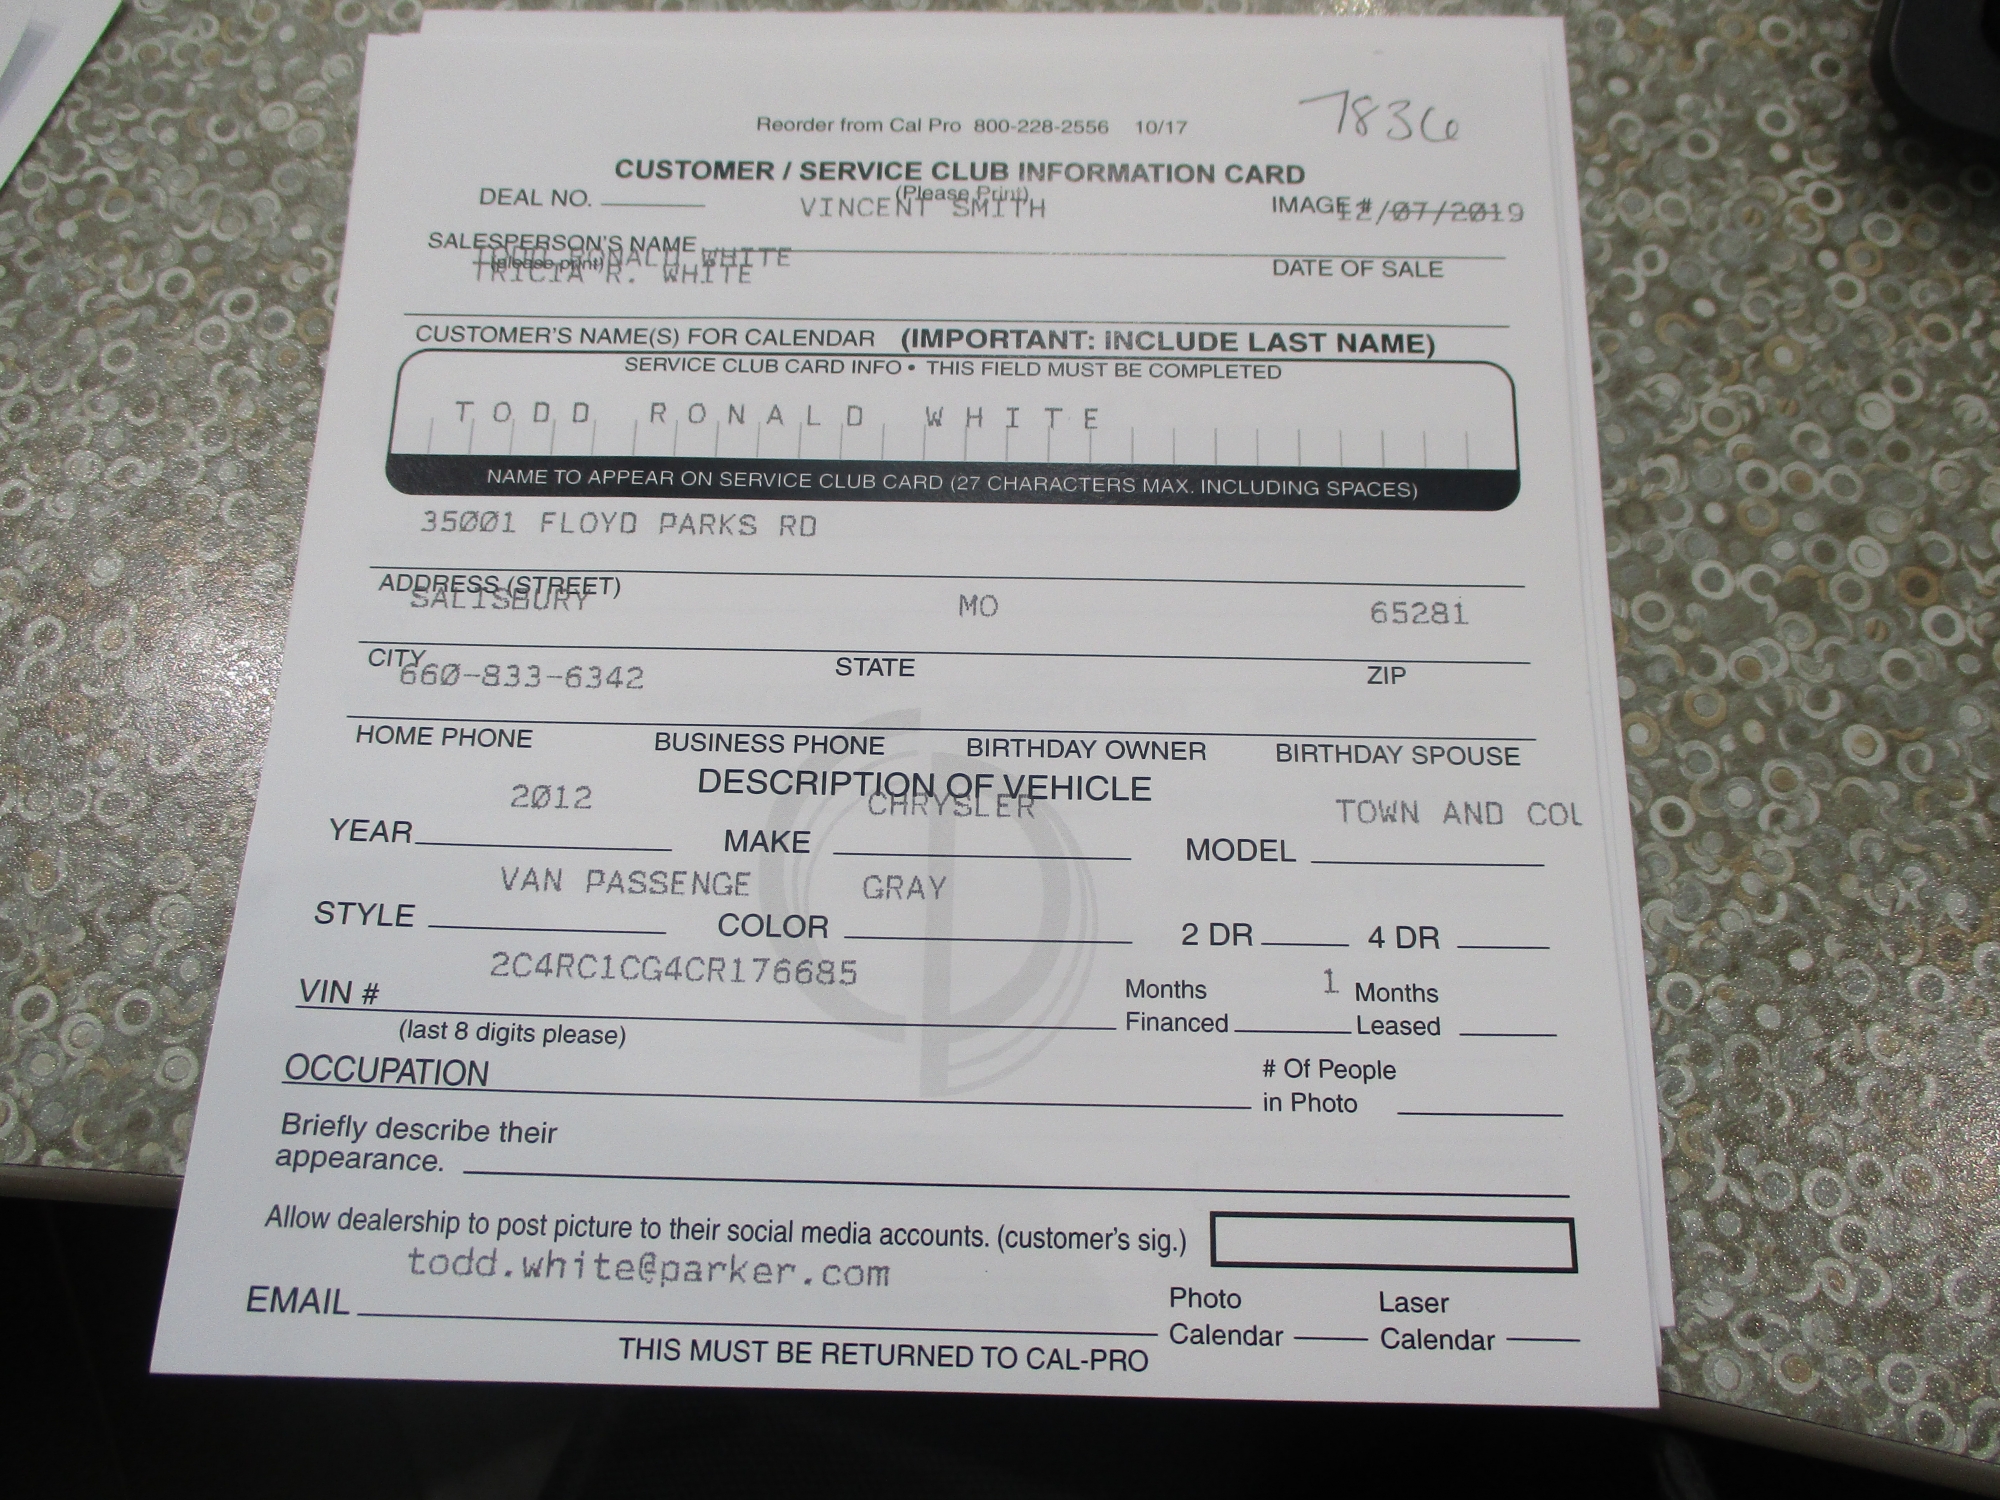 7836
Reorder from Cal Pro 800-228-2556 10/17
CUSTOMER / SERVICE CLUB INFORMATION CARD
(Please Print)
DEAL NO. VINCENT SMITH IMAGE # 12/07/2019
SALESPERSON'S NAME
(please print) TODD RONALD WHITE DATE OF SALE
TRICIA R. WHITE
CUSTOMER'S NAME(S) FOR CALENDAR (IMPORTANT: INCLUDE LAST NAME)
SERVICE CLUB CARD INFO • THIS FIELD MUST BE COMPLETED
TODD RONALD WHITE
NAME TO APPEAR ON SERVICE CLUB CARD (27 CHARACTERS MAX. INCLUDING SPACES)
35001 FLOYD PARKS RD
ADDRESS (STREET)
SALISBURY MO 65281
CITY STATE ZIP
660-833-6342
HOME PHONE BUSINESS PHONE BIRTHDAY OWNER BIRTHDAY SPOUSE
DESCRIPTION OF VEHICLE
2012 CHRYSLER TOWN AND COL
YEAR MAKE MODEL
VAN PASSENGE GRAY
STYLE COLOR 2 DR 4 DR
2C4RC1CG4CR176685 1
VIN # Months Financed Months Leased
(last 8 digits please)
OCCUPATION # Of People in Photo
Briefly describe their
appearance.
Allow dealership to post picture to their social media accounts. (customer's sig.)
todd.white@parker.com
EMAIL Photo Calendar Laser Calendar
THIS MUST BE RETURNED TO CAL-PRO